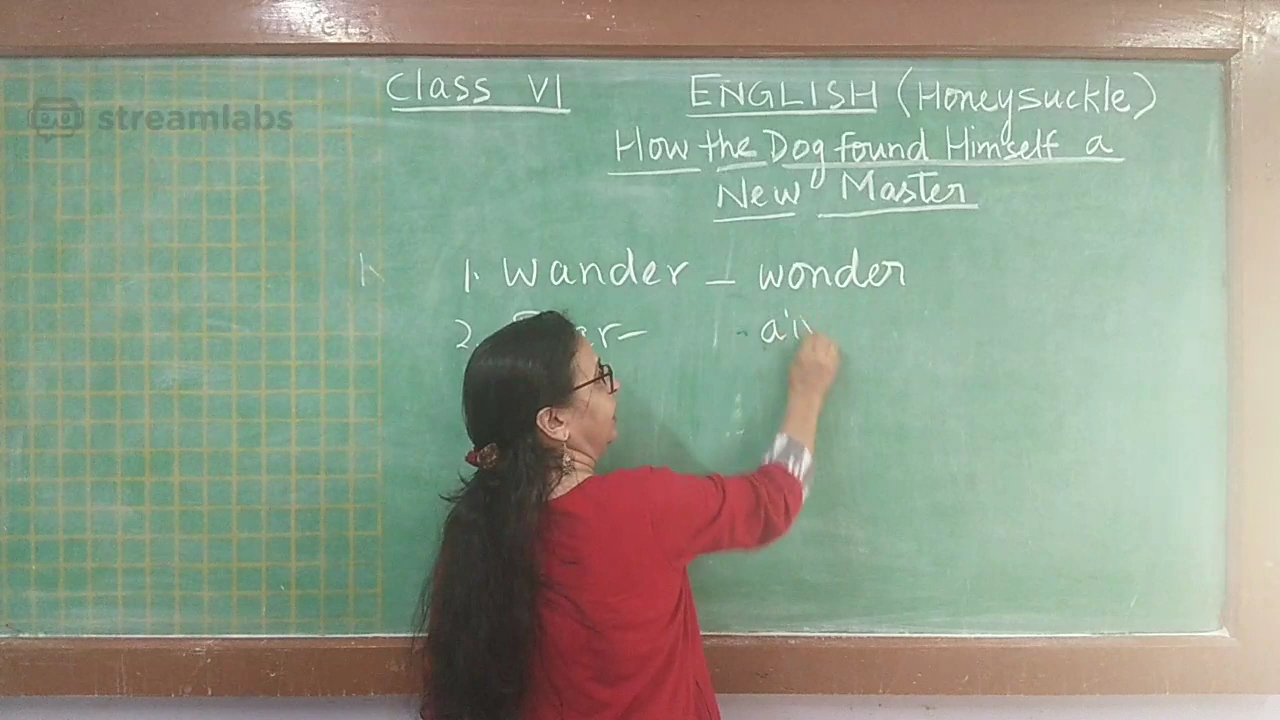 streamlabs
Class VI ENGLISH (Honeysuckle)
How the Dog found Himself a
New Master
1. Wander - wonder
2.